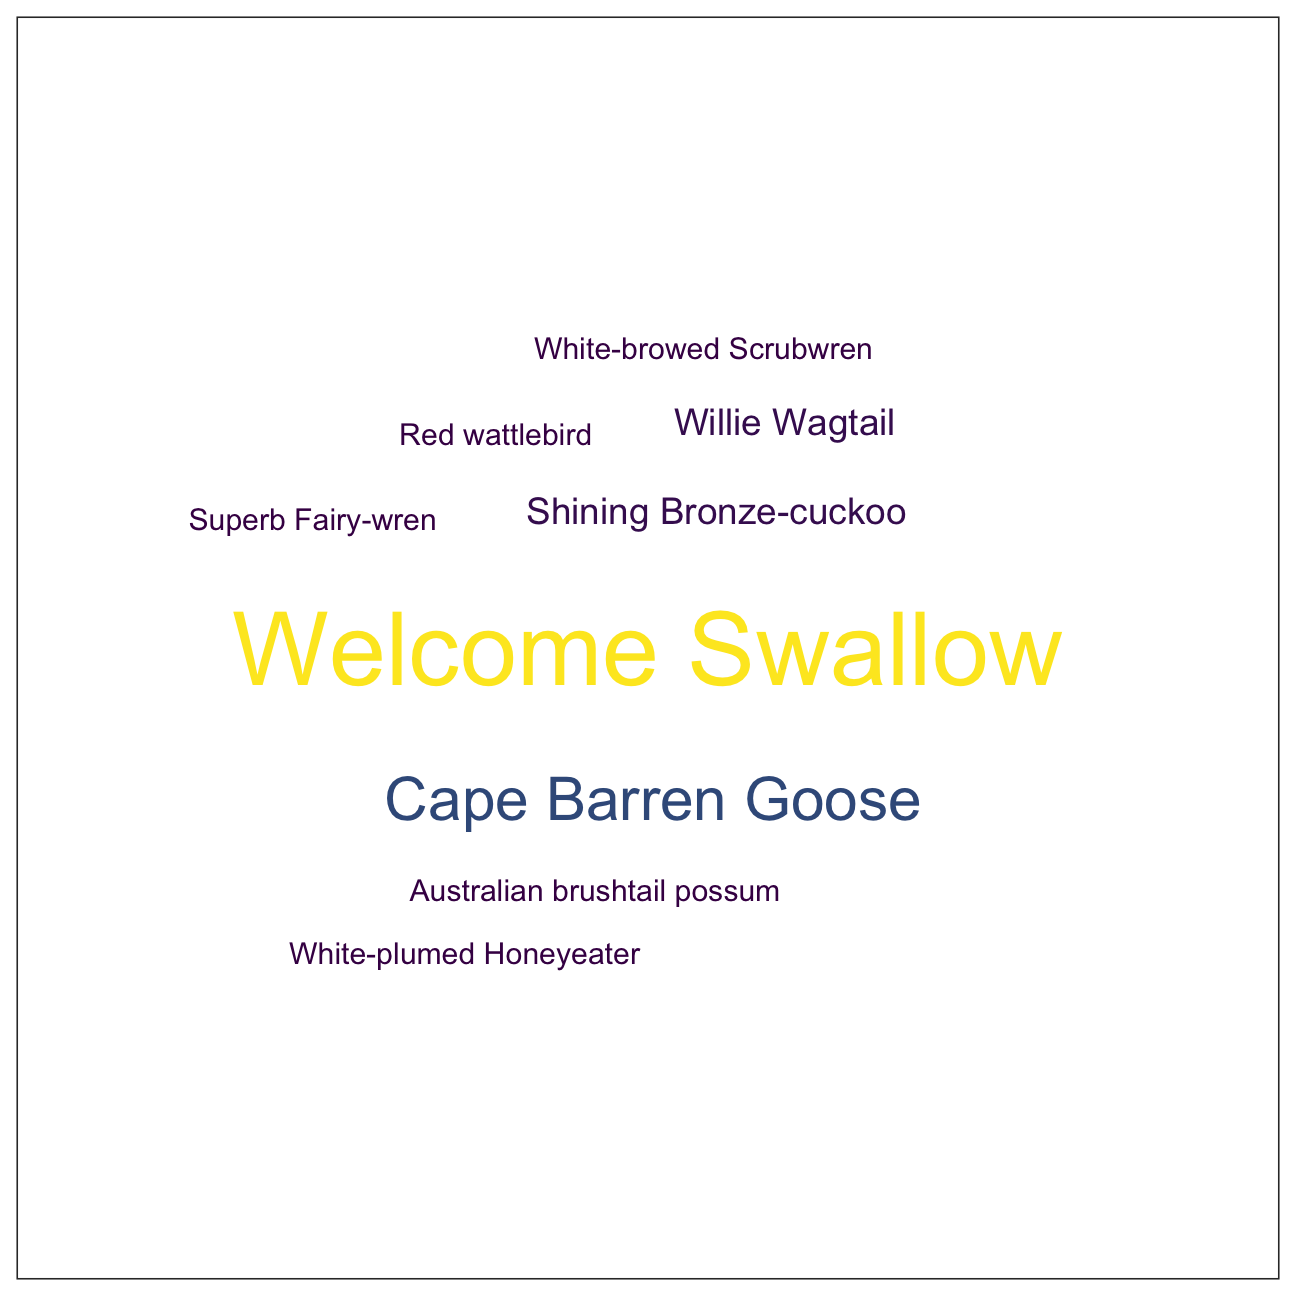 White-browed Scrubwren
Willie Wagtail
Red wattlebird
Shining Bronze-cuckoo
Superb Fairy-wren
Welcome Swallow
Cape Barren Goose
Australian brushtail possum
White-plumed Honeyeater